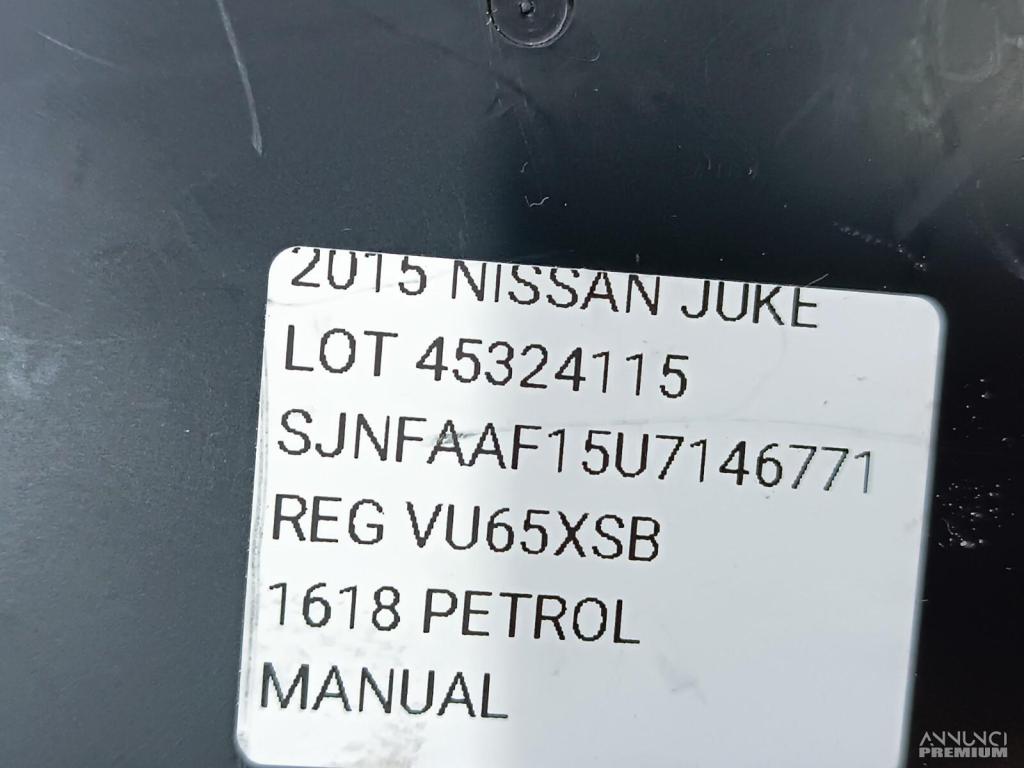 2015 NISSAN JUKE
LOT 45324115
SJNFAAF15U7146771
REG VU65XSB
1618 PETROL
MANUAL
ANNUNCI
PREMIUM